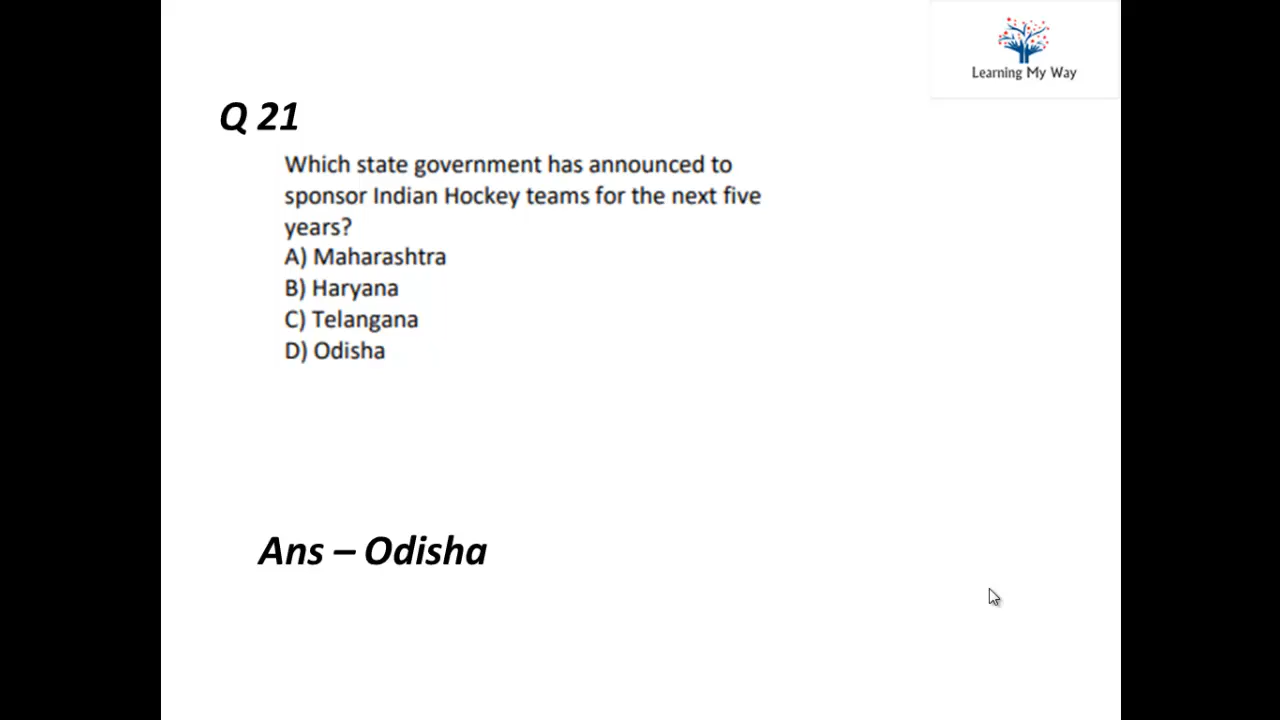 Learning My Way
Q 21
Which state government has announced to
sponsor Indian Hockey teams for the next five
years?
A) Maharashtra
B) Haryana
C) Telangana
D) Odisha
Ans – Odisha